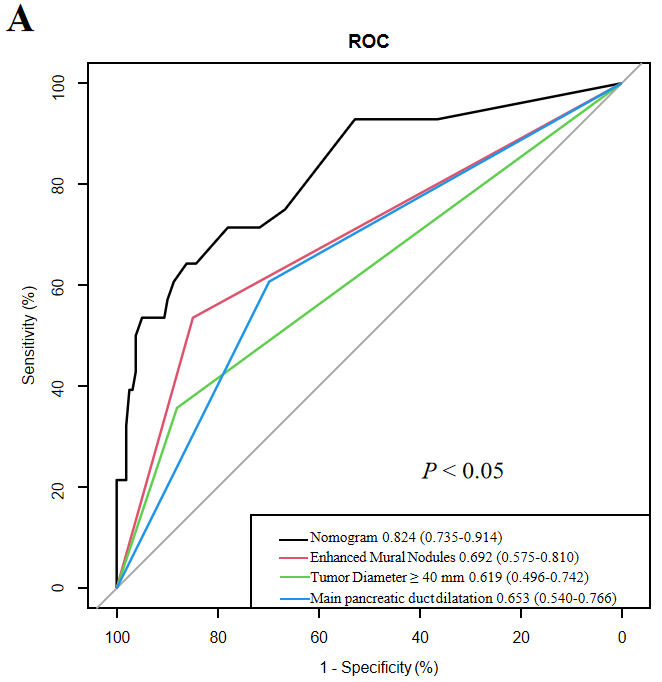 A
ROC
100
80
60
40
20
0
Sensitivity (%)
P < 0.05
Nomogram 0.824 (0.735-0.914)
Enhanced Mural Nodules 0.692 (0.575-0.810)
Tumor Diameter ≥ 40 mm 0.619 (0.496-0.742)
Main pancreatic duct dilatation 0.653 (0.540-0.766)
100 80 60 40 20 0
1 - Specificity (%)